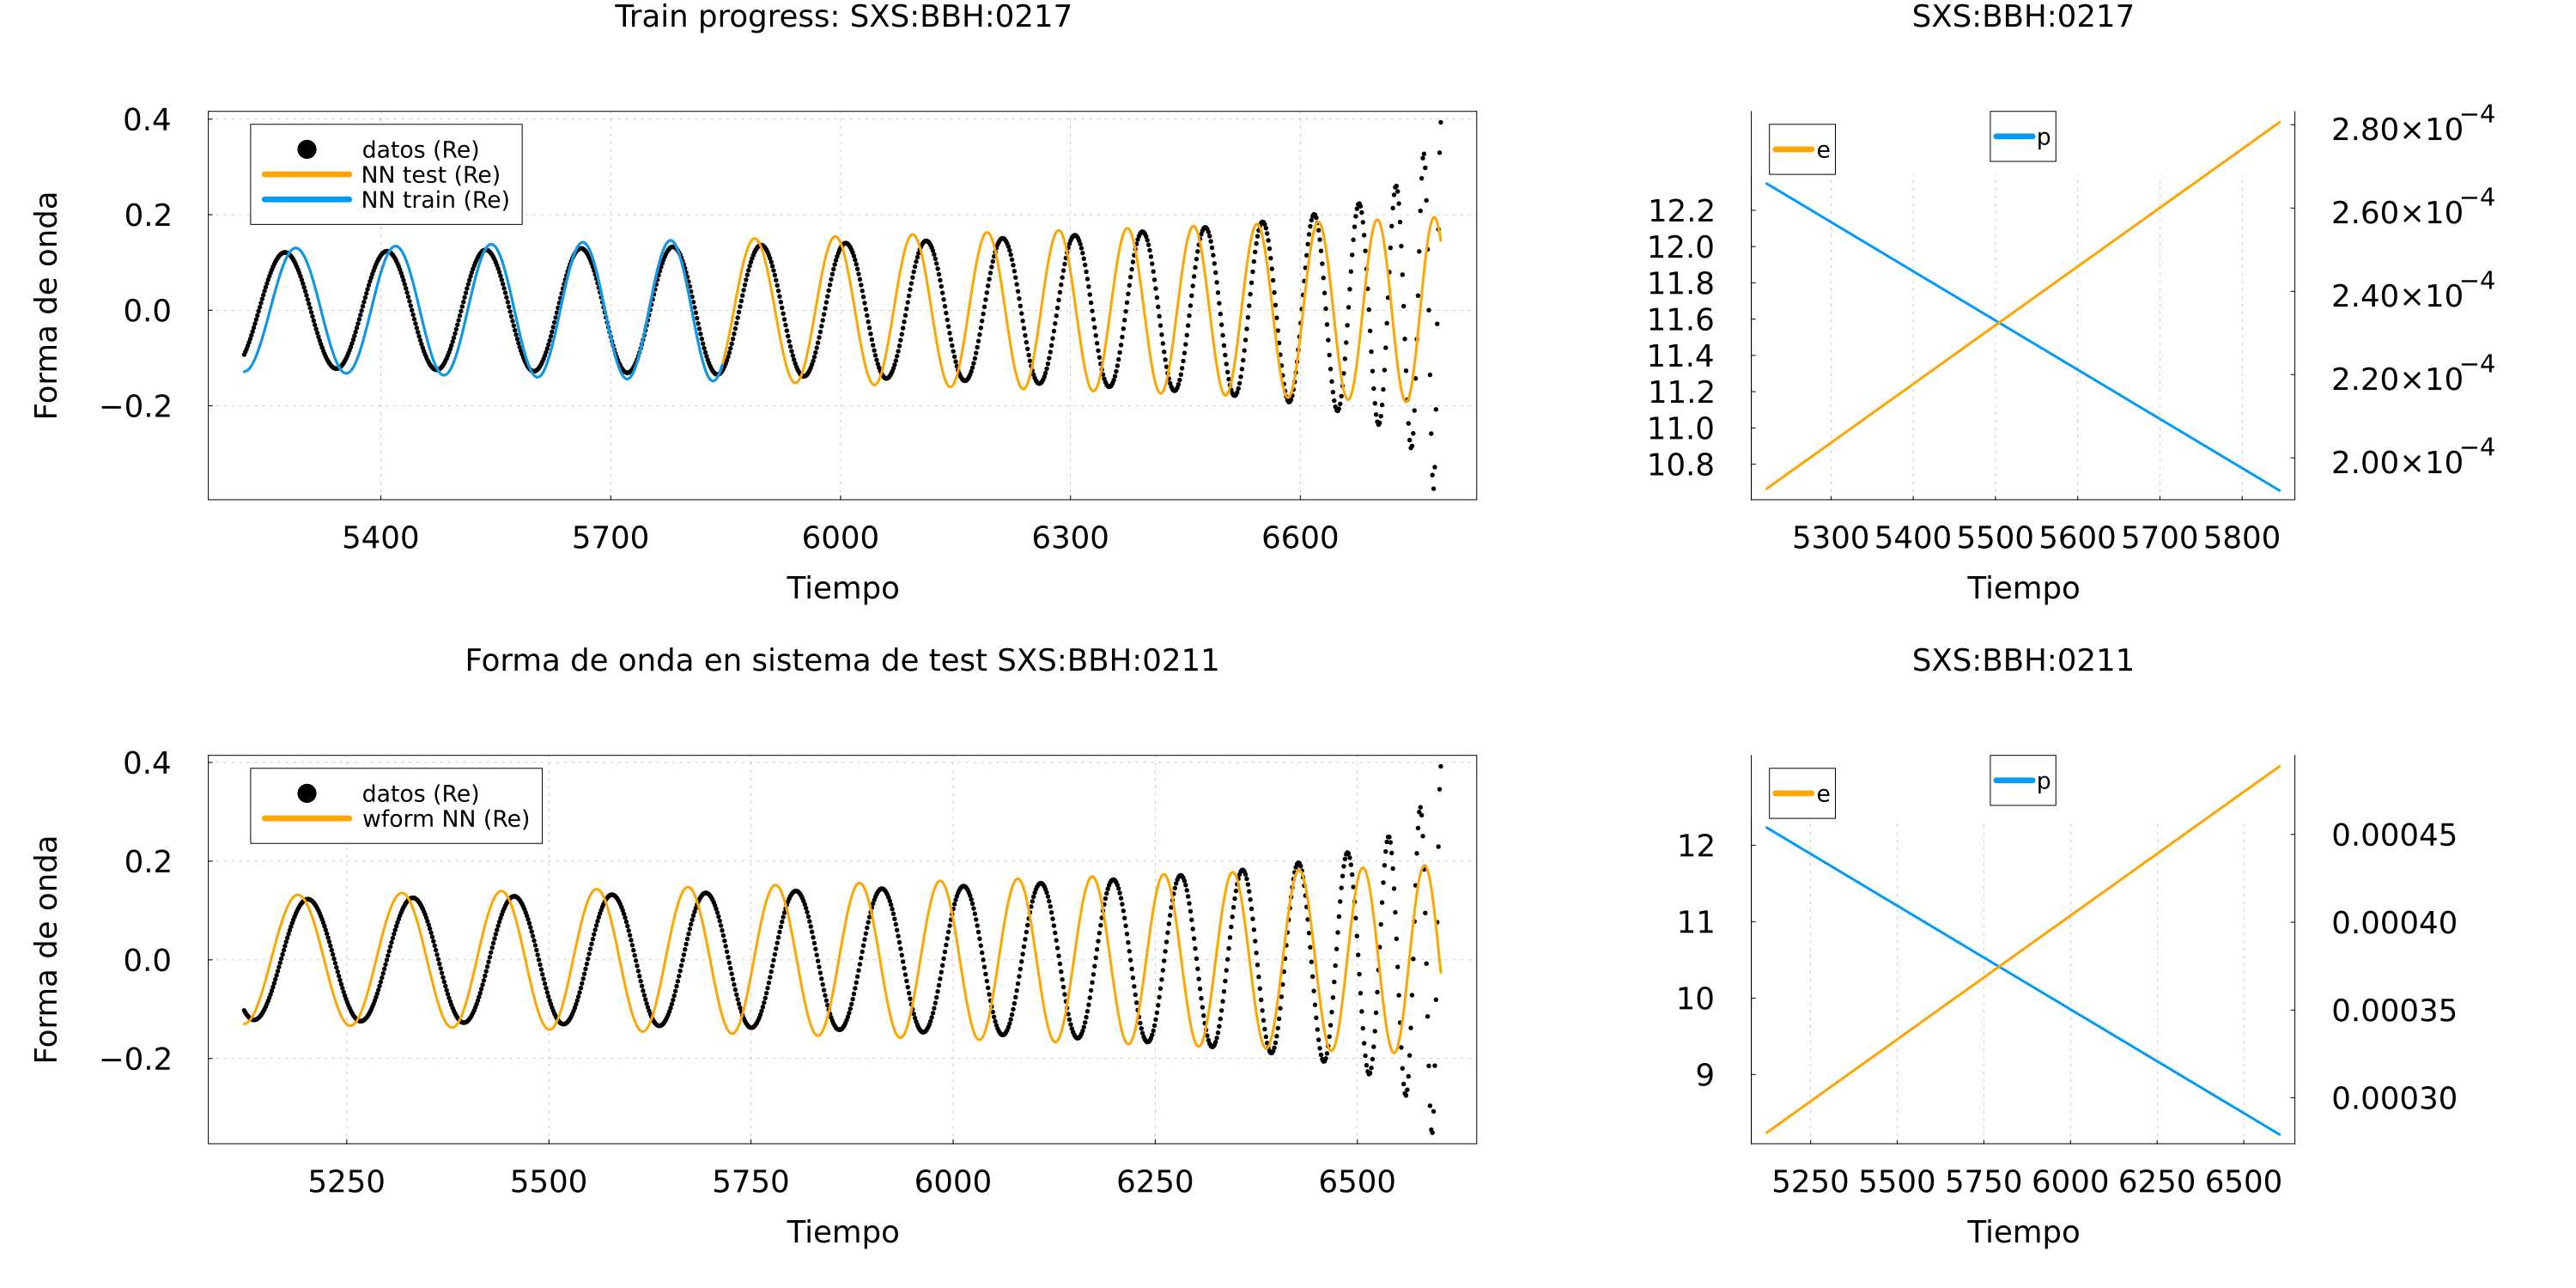 Train progress: SXS:BBH:0217
SXS:BBH:0217
0.4
0.2
0.0
−0.2
Forma de onda
datos (Re)
NN test (Re)
NN train (Re)
5400 5700 6000 6300 6600
Tiempo
e
p
12.2
12.0
11.8
11.6
11.4
11.2
11.0
10.8
2.80×10⁻⁴
2.60×10⁻⁴
2.40×10⁻⁴
2.20×10⁻⁴
2.00×10⁻⁴
5300 5400 5500 5600 5700 5800
Tiempo
Forma de onda en sistema de test SXS:BBH:0211
SXS:BBH:0211
0.4
0.2
0.0
−0.2
Forma de onda
datos (Re)
wform NN (Re)
5250 5500 5750 6000 6250 6500
Tiempo
e
p
12
11
10
9
0.00045
0.00040
0.00035
0.00030
5250 5500 5750 6000 6250 6500
Tiempo